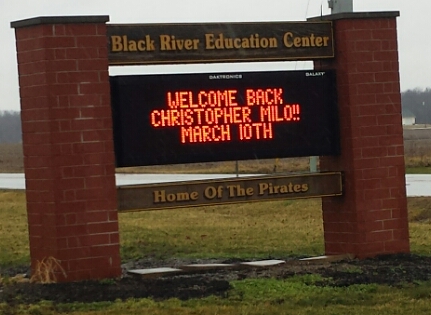 Black River Education Center
DAKTRONICS GALAXY
WELCOME BACK
CHRISTOPHER MILO!!
MARCH 10TH
Home Of The Pirates